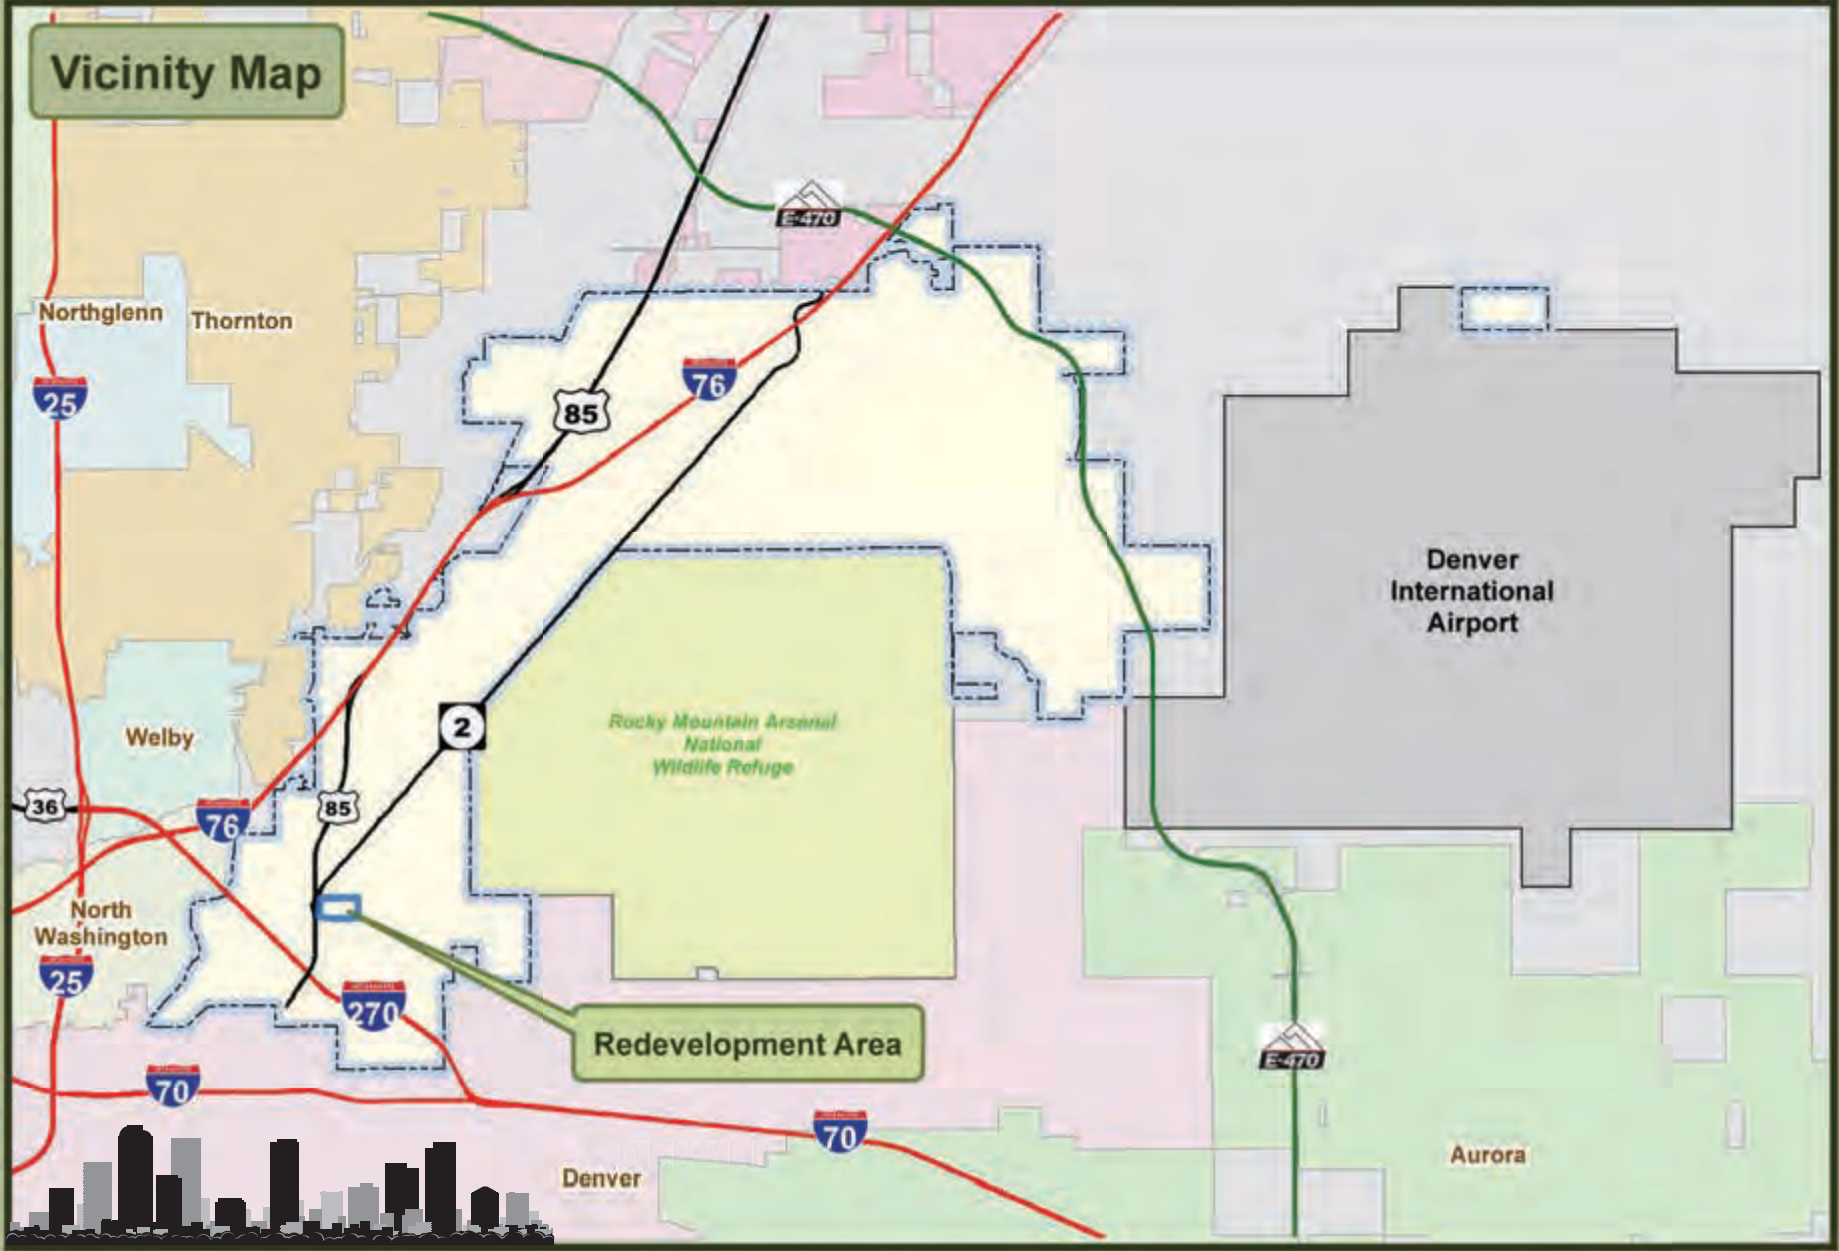 Vicinity Map
E-470
Northglenn
Thornton
25
76
85
Denver
International
Airport
Rocky Mountain Arsenal
National
Wildlife Refuge
2
Welby
36
76
85
North
Washington
25
270
Redevelopment Area
E-470
70
70
Denver
Aurora